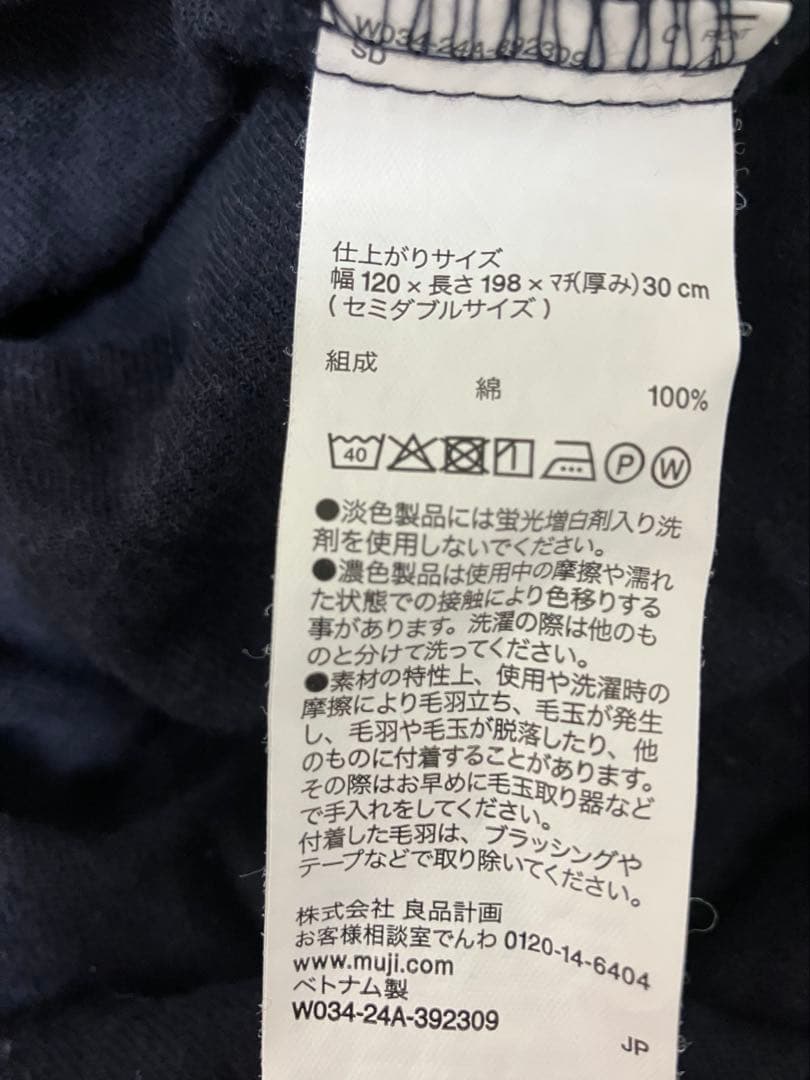 W034-24A-392309
SD
仕上がりサイズ
幅 120 × 長さ 198 × マチ(厚み) 30 cm
( セミダブルサイズ )
組成
綿 100%
40
P W
●淡色製品には蛍光増白剤入り洗
剤を使用しないでください。
●濃色製品は使用中の摩擦や濡れ
た状態での接触により色移りする
事があります。洗濯の際は他のも
のと分けて洗ってください。
●素材の特性上、使用や洗濯時の
摩擦により毛羽立ち、毛玉が発生
し、毛羽や毛玉が脱落したり、他
のものに付着することがあります。
その際はお早めに毛玉取り器など
で手入れをしてください。
付着した毛羽は、ブラッシングや
テープなどで取り除いてください。
株式会社 良品計画
お客様相談室でんわ 0120-14-6404
www.muji.com
ベトナム製
W034-24A-392309
JP